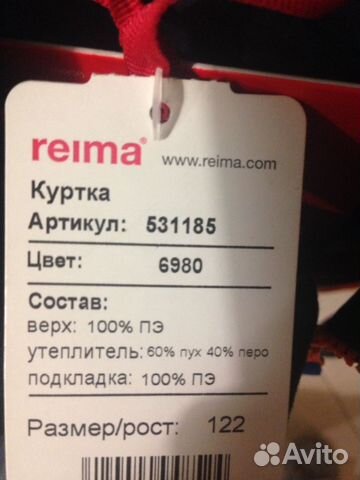 reima® www.reima.com
Куртка
Артикул: 531185
Цвет: 6980
Состав:
верх: 100% ПЭ
утеплитель: 60% пух 40% перо
подкладка: 100% ПЭ
Размер/рост: 122
Avito